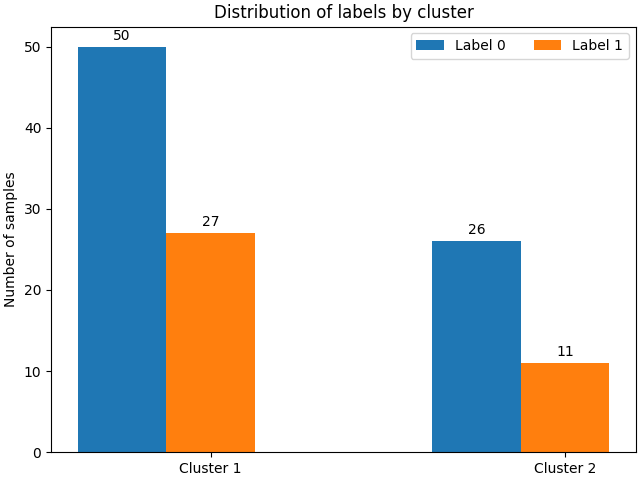 Distribution of labels by cluster
Label 0
Label 1
Number of samples
50
40
30
20
10
0
50
27
26
11
Cluster 1
Cluster 2